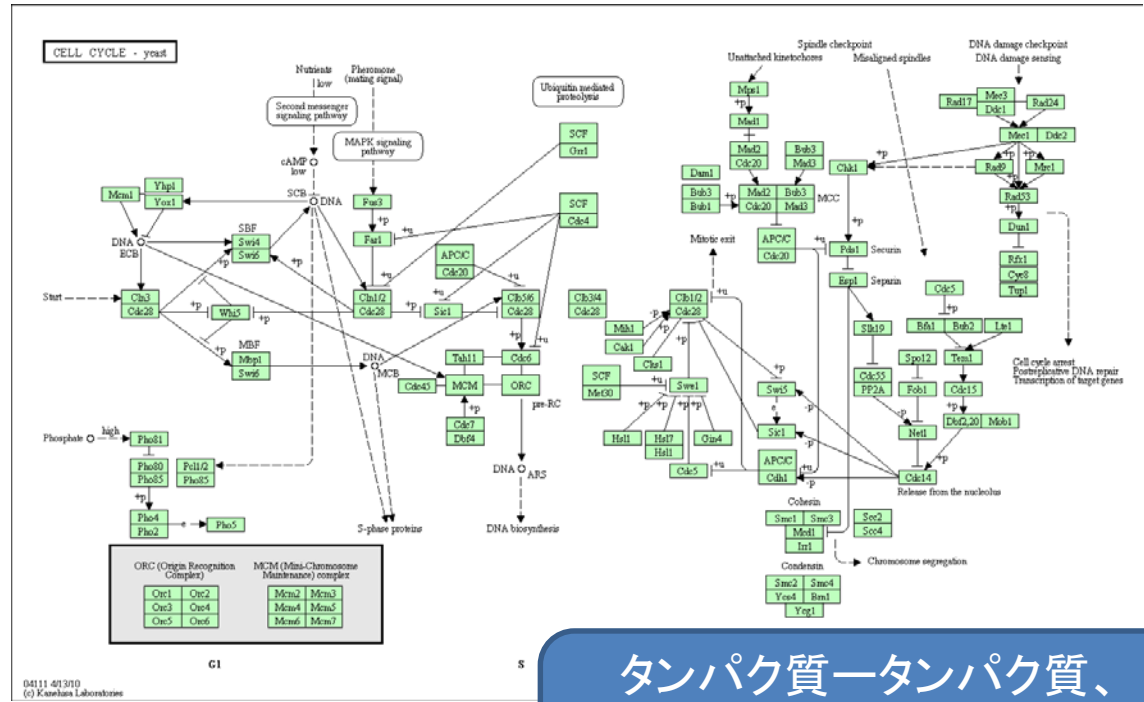 CELL CYCLE - yeast
Nutrients
low
Pheromone
(mating signal)
Second messenger
signaling pathway
MAPK signaling
pathway
cAMP
low
SCB
DNA
Ubiquitin mediated
proteolysis
SCF
Grr1
SCF
Cdc4
Mcm1
Yhp1
Yox1
DNA
ECB
SBF
Swi4
Swi6
Fus3
Far1
APC/C
Cdc20
+p
+u
Start
Cln3
Cdc28
Whi5
Cln1/2
Cdc28
Sic1
Clb5/6
Cdc28
Clb3/4
Cdc28
MBF
Mbp1
Swi6
DNA
MCB
Tah11
Cdc6
Cdc45
MCM
ORC
pre-RC
Cdc7
Dbf4
DNA
ARS
DNA biosynthesis
S-phase proteins
Phosphate
high
Pho81
Pho80
Pho85
Pcl1/2
Pho85
+p
Pho4
Pho2
e
Pho5
Spindle checkpoint
Unattached kinetochores
Misaligned spindles
DNA damage checkpoint
DNA damage sensing
Mps1
+p
Mad1
Mad2
Cdc20
Bub3
Mad3
Dam1
Bub3
Bub1
+p
Mad2
Bub3
Cdc20
Mad3
MCC
Rad17
Mec3
Ddc1
Rad24
Mec1
Ddc2
Chk1
Rad9
Mrc1
Rad53
Dun1
Rfx1
Cyc8
Tup1
Mitotic exit
APC/C
Cdc20
Pds1
Securin
Esp1
Separin
Clb1/2
Cdc28
Mih1
Cak1
Cks1
Slk19
Cdc5
Bfa1
Bub2
Lte1
Tem1
Cdc15
Dbf2,20
Mob1
Spo12
Fob1
Cdc55
PP2A
Net1
Cdc14
Release from the nucleolus
Cell cycle arrest
Postreplicative DNA repair
Transcription of target genes
SCF
Met30
+u
Swe1
Hsl1
Hsl7
Hsl1
Gin4
Cdc5
Swi5
e
Sic1
APC/C
Cdh1
Cohesin
Smc1
Smc3
Mcd1
Irr1
Scc2
Scc4
Chromosome segregation
Condensin
Smc2
Smc4
Ycs4
Brn1
Ycg1
ORC (Origin Recognition
Complex)
Orc1
Orc2
Orc3
Orc4
Orc5
Orc6
MCM (Mini-Chromosome
Maintenance) complex
Mcm2
Mcm3
Mcm4
Mcm5
Mcm6
Mcm7
G1
S
04111 4/13/10
(c) Kanehisa Laboratories
タンパク質ータンパク質、